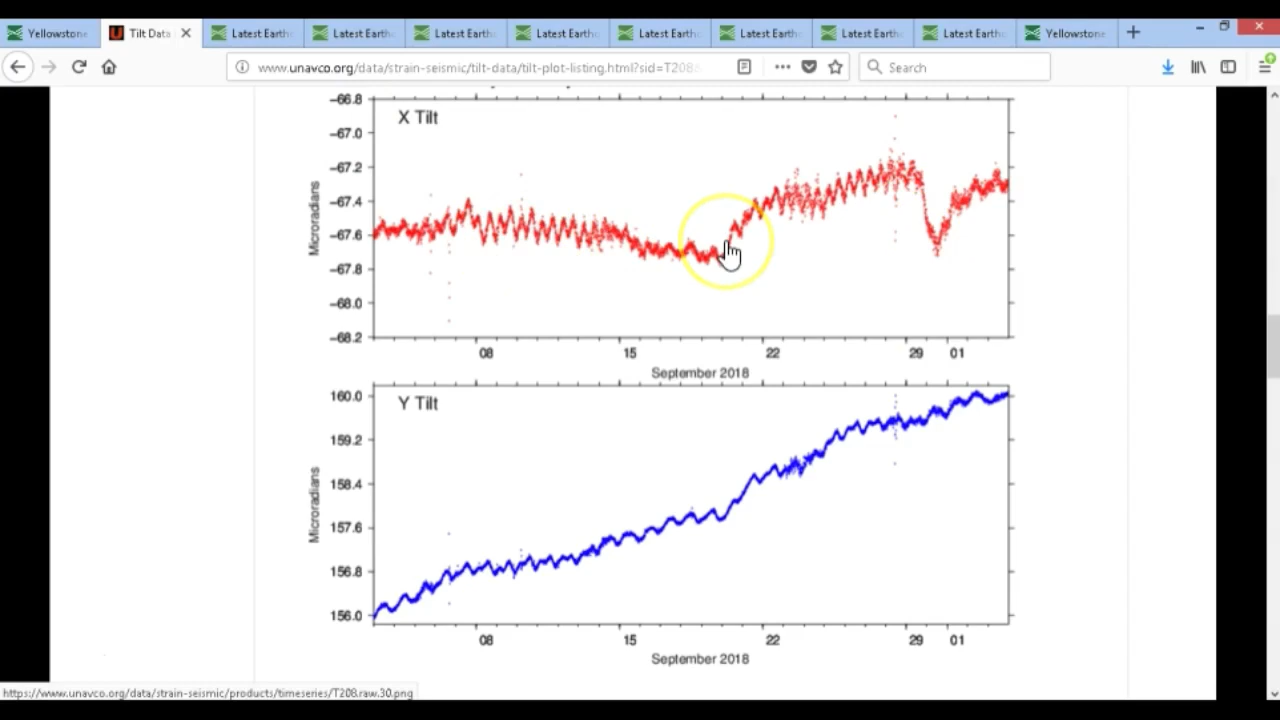 Yellowstone
Tilt Data
Latest Earth
Latest Earth
Latest Earth
Latest Earth
Latest Earth
Latest Earth
Latest Earth
Latest Earth
Yellowstone
www.unavco.org/data/strain-seismic/tilt-data/tilt-plot-listing.html?sid=T208
Search
X Tilt
Microradians
-66.8
-67.0
-67.2
-67.4
-67.6
-67.8
-68.0
-68.2
08 15 22 29 01
September 2018
Y Tilt
Microradians
160.0
159.2
158.4
157.6
156.8
156.0
08 15 22 29 01
September 2018
https://www.unavco.org/data/strain-seismic/products/timeseries/T208.raw.30.png